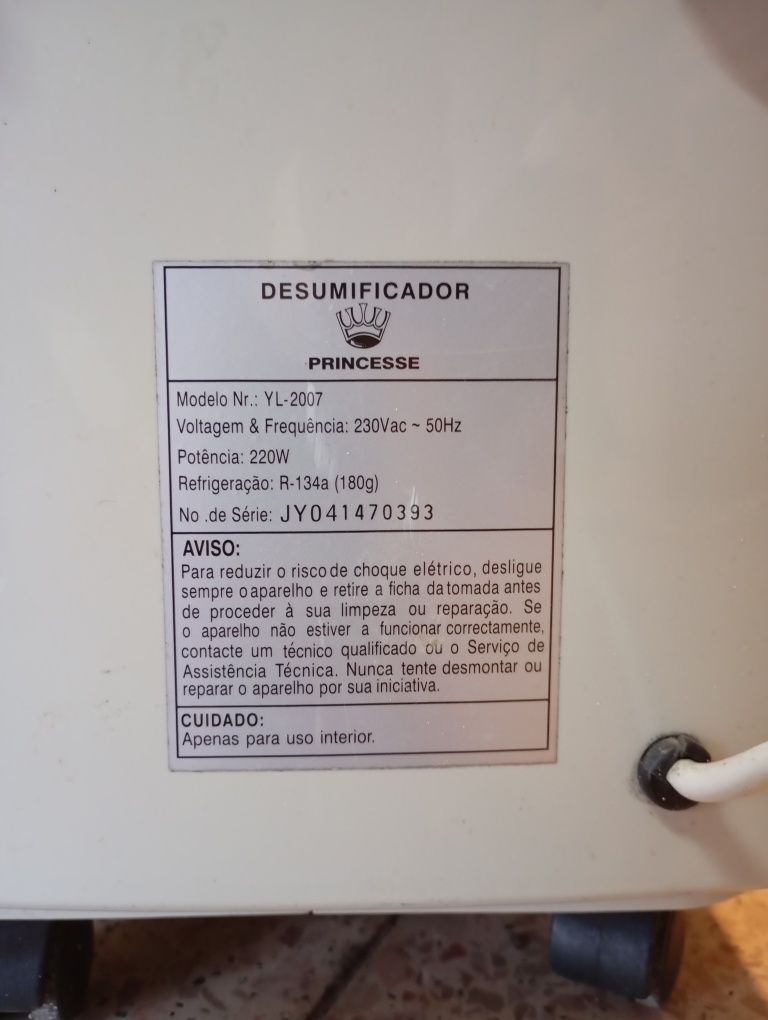 DESUMIFICADOR
PRINCESSE
Modelo Nr.: YL-2007
Voltagem & Frequência: 230Vac ~ 50Hz
Potência: 220W
Refrigeração: R-134a (180g)
No .de Série: JY041470393
AVISO:
Para reduzir o risco de choque elétrico, desligue
sempre o aparelho e retire a ficha da tomada antes
de proceder à sua limpeza ou reparação. Se
o aparelho não estiver a funcionar correctamente,
contacte um técnico qualificado ou o Serviço de
Assistência Técnica. Nunca tente desmontar ou
reparar o aparelho por sua iniciativa.
CUIDADO:
Apenas para uso interior.